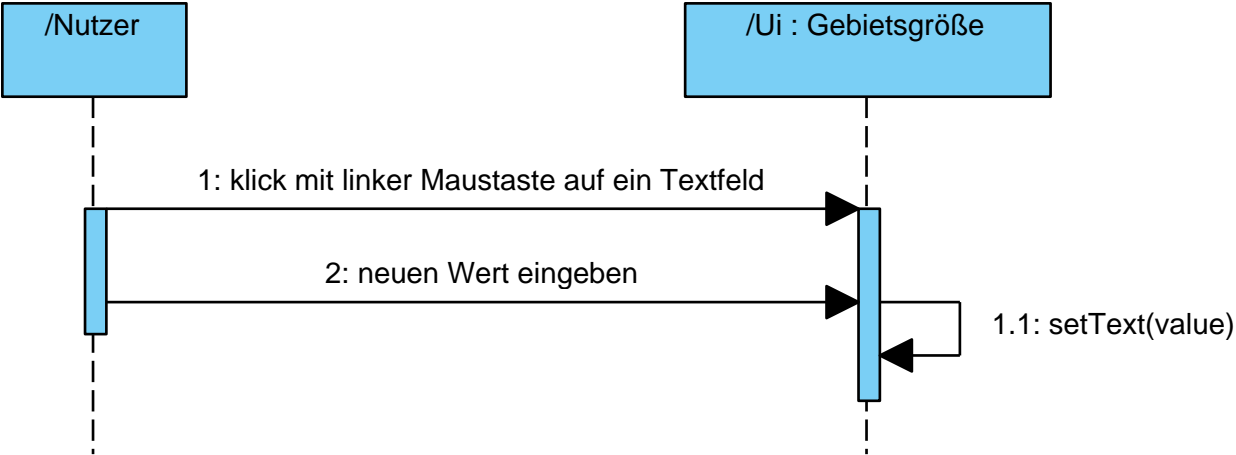 /Nutzer
/Ui : Gebietsgröße
1: klick mit linker Maustaste auf ein Textfeld
2: neuen Wert eingeben
1.1: setText(value)